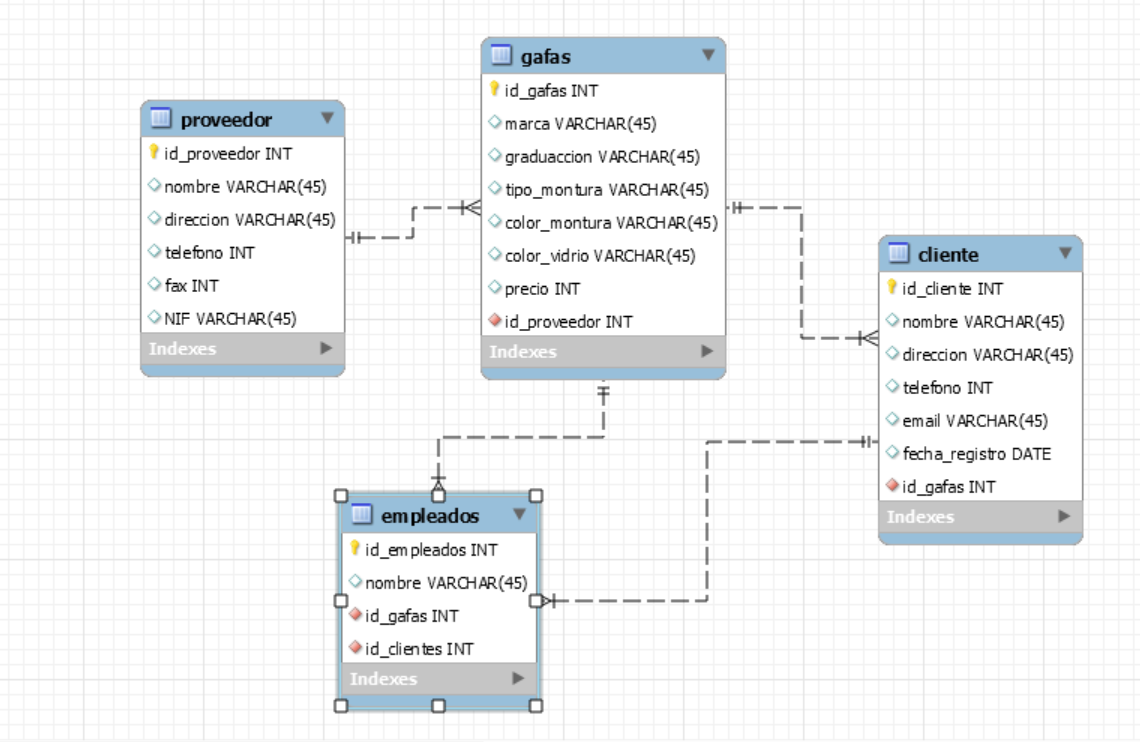 proveedor
id_proveedor INT
nombre VARCHAR(45)
direccion VARCHAR(45)
telefono INT
fax INT
NIF VARCHAR(45)
Indexes
gafas
id_gafas INT
marca VARCHAR(45)
graduaccion VARCHAR(45)
tipo_montura VARCHAR(45)
color_montura VARCHAR(45)
color_vidrio VARCHAR(45)
precio INT
id_proveedor INT
Indexes
cliente
id_cliente INT
nombre VARCHAR(45)
direccion VARCHAR(45)
telefono INT
email VARCHAR(45)
fecha_registro DATE
id_gafas INT
Indexes
empleados
id_empleados INT
nombre VARCHAR(45)
id_gafas INT
id_clientes INT
Indexes